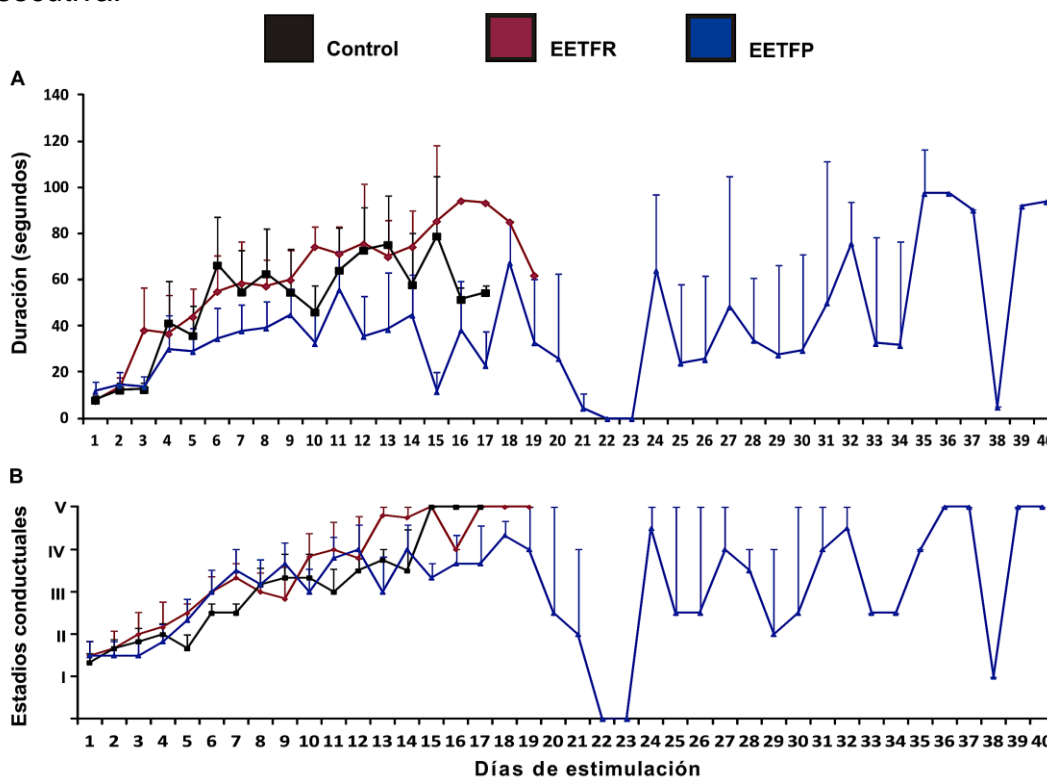 Control EETFR EETFP
A
Duración (segundos)
140
120
100
80
60
40
20
0
1 2 3 4 5 6 7 8 9 10 11 12 13 14 15 16 17 18 19 20 21 22 23 24 25 26 27 28 29 30 31 32 33 34 35 36 37 38 39
B
Estadios conductuales
V
IV
III
II
I
1 2 3 4 5 6 7 8 9 10 11 12 13 14 15 16 17 18 19 20 21 22 23 24 25 26 27 28 29 30 31 32 33 34 35 36 37 38 39 40
Días de estimulación